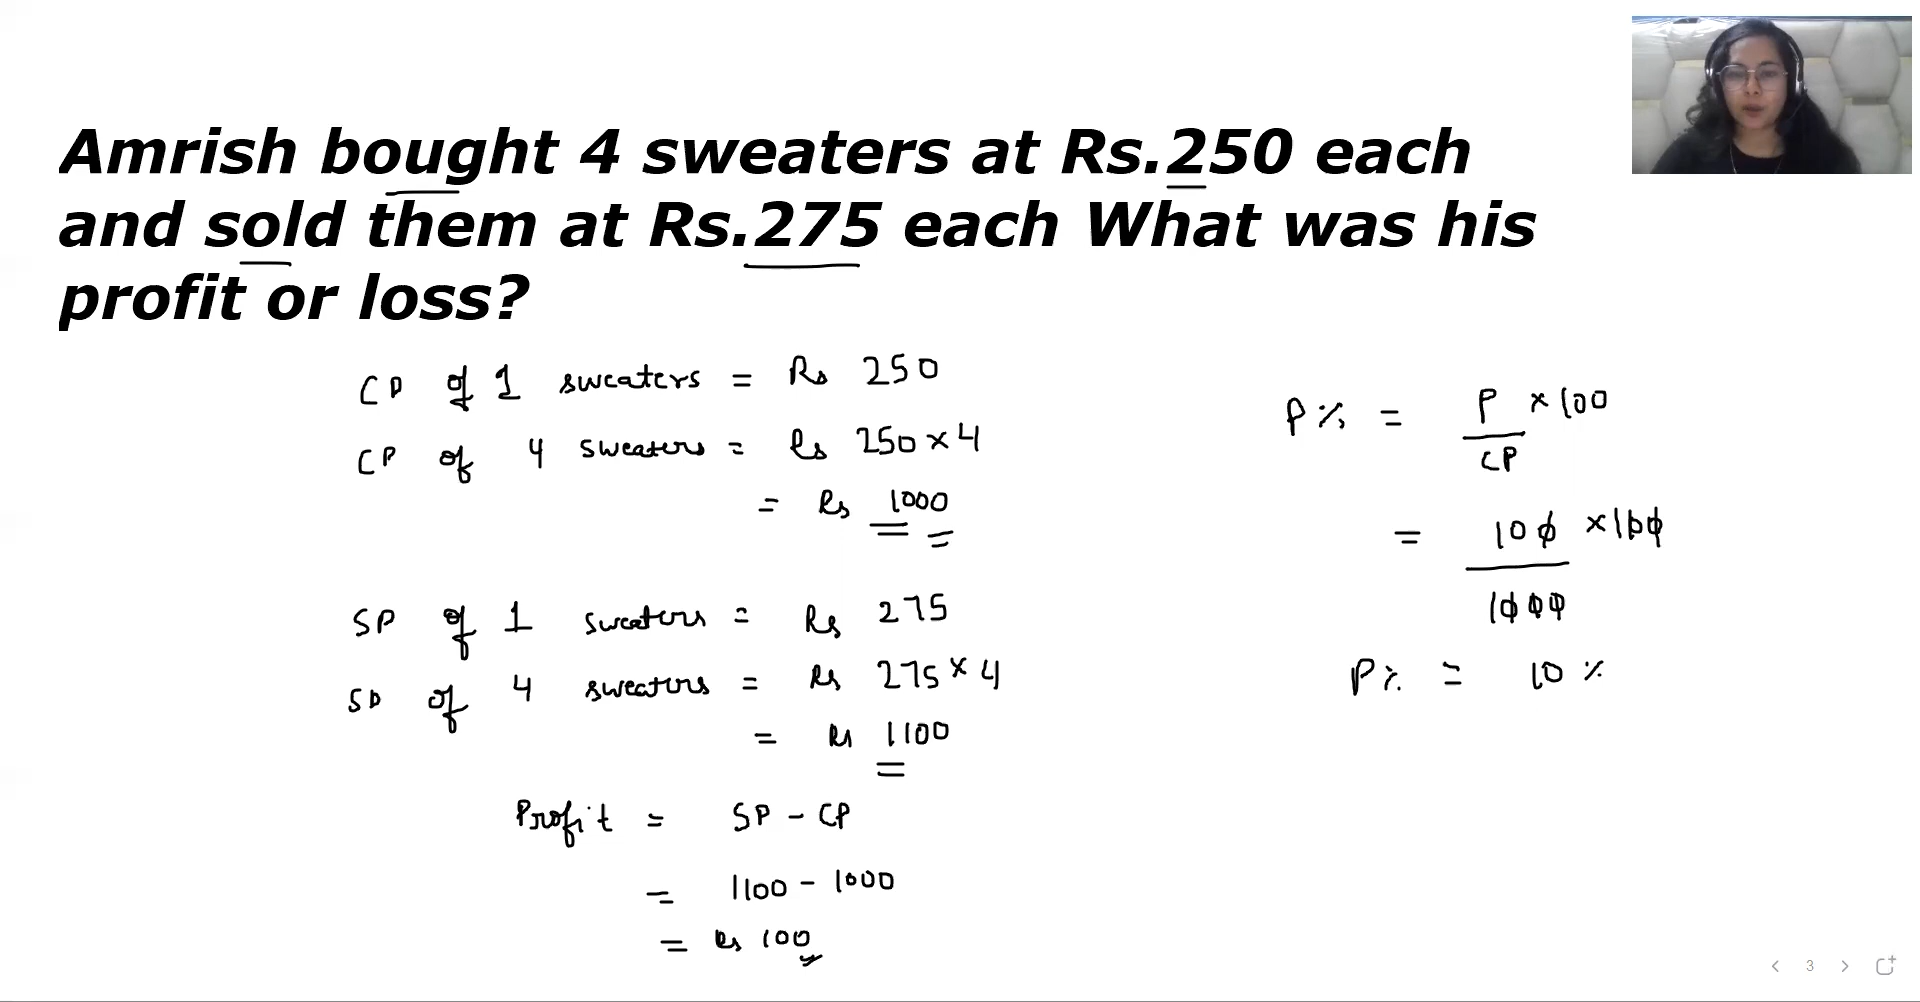 Amrish bought 4 sweaters at Rs.250 each
and sold them at Rs.275 each What was his
profit or loss?
CP of 1 sweaters = Rs 250
CP of 4 sweaters = Rs 250 × 4
= Rs 1000
SP of 1 sweaters = Rs 275
SP of 4 sweaters = Rs 275 × 4
= Rs 1100
Profit = SP - CP
= 1100 - 1000
= Rs 100
P% = P/CP × 100
= 100/1000 × 100
P% = 10 %
3